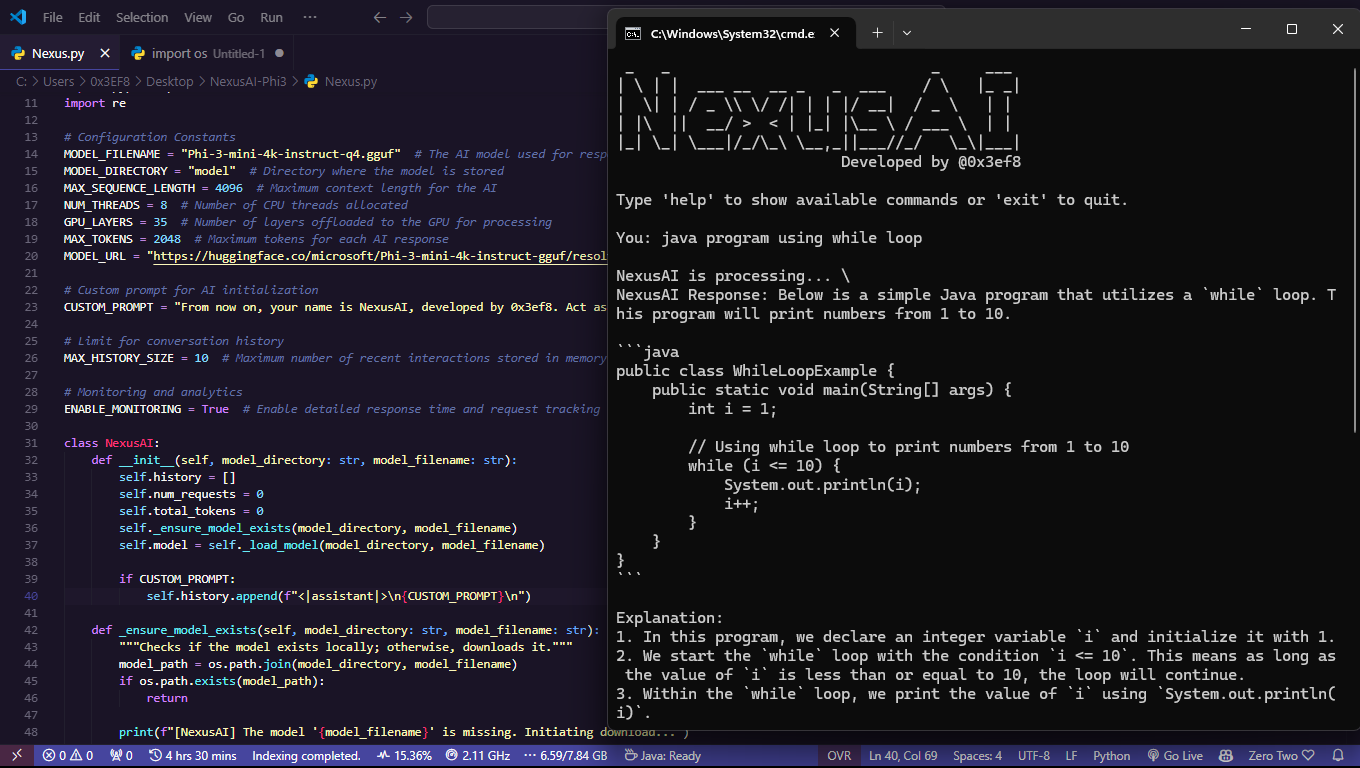 File Edit Selection View Go Run ···
Nexus.py
import os Untitled-1
C: > Users > 0x3EF8 > Desktop > NexusAI-Phi3 > Nexus.py
11 import re
12
13 # Configuration Constants
14 MODEL_FILENAME = "Phi-3-mini-4k-instruct-q4.gguf"  # The AI model used for resp
15 MODEL_DIRECTORY = "model"  # Directory where the model is stored
16 MAX_SEQUENCE_LENGTH = 4096  # Maximum context length for the AI
17 NUM_THREADS = 8  # Number of CPU threads allocated
18 GPU_LAYERS = 35  # Number of layers offloaded to the GPU for processing
19 MAX_TOKENS = 2048  # Maximum tokens for each AI response
20 MODEL_URL = "https://huggingface.co/microsoft/Phi-3-mini-4k-instruct-gguf/resol
21
22 # Custom prompt for AI initialization
23 CUSTOM_PROMPT = "From now on, your name is NexusAI, developed by 0x3ef8. Act as
24
25 # Limit for conversation history
26 MAX_HISTORY_SIZE = 10  # Maximum number of recent interactions stored in memory
27
28 # Monitoring and analytics
29 ENABLE_MONITORING = True  # Enable detailed response time and request tracking
30
31 class NexusAI:
32     def __init__(self, model_directory: str, model_filename: str):
33         self.history = []
34         self.num_requests = 0
35         self.total_tokens = 0
36         self._ensure_model_exists(model_directory, model_filename)
37         self.model = self._load_model(model_directory, model_filename)
38
39         if CUSTOM_PROMPT:
40             self.history.append(f"<|assistant|>\n{CUSTOM_PROMPT}\n")
41
42     def _ensure_model_exists(self, model_directory: str, model_filename: str):
43         """Checks if the model exists locally; otherwise, downloads it."""
44         model_path = os.path.join(model_directory, model_filename)
45         if os.path.exists(model_path):
46             return
47
48         print(f"[NexusAI] The model '{model_filename}' is missing. Initiating download...")
C:\Windows\System32\cmd.e
NexusAI
Developed by @0x3ef8
Type 'help' to show available commands or 'exit' to quit.
You: java program using while loop
NexusAI is processing... \
NexusAI Response: Below is a simple Java program that utilizes a `while` loop. T
his program will print numbers from 1 to 10.
```java
public class WhileLoopExample {
    public static void main(String[] args) {
        int i = 1;
        // Using while loop to print numbers from 1 to 10
        while (i <= 10) {
            System.out.println(i);
            i++;
        }
    }
}
```
Explanation:
1. In this program, we declare an integer variable `i` and initialize it with 1.
2. We start the `while` loop with the condition `i <= 10`. This means as long as
 the value of `i` is less than or equal to 10, the loop will continue.
3. Within the `while` loop, we print the value of `i` using `System.out.println(
i)`.
0 0 0 4 hrs 30 mins Indexing completed. 15.36% 2.11 GHz 6.59/7.84 GB Java: Ready OVR Ln 40, Col 69 Spaces: 4 UTF-8 LF Python Go Live Zero Two